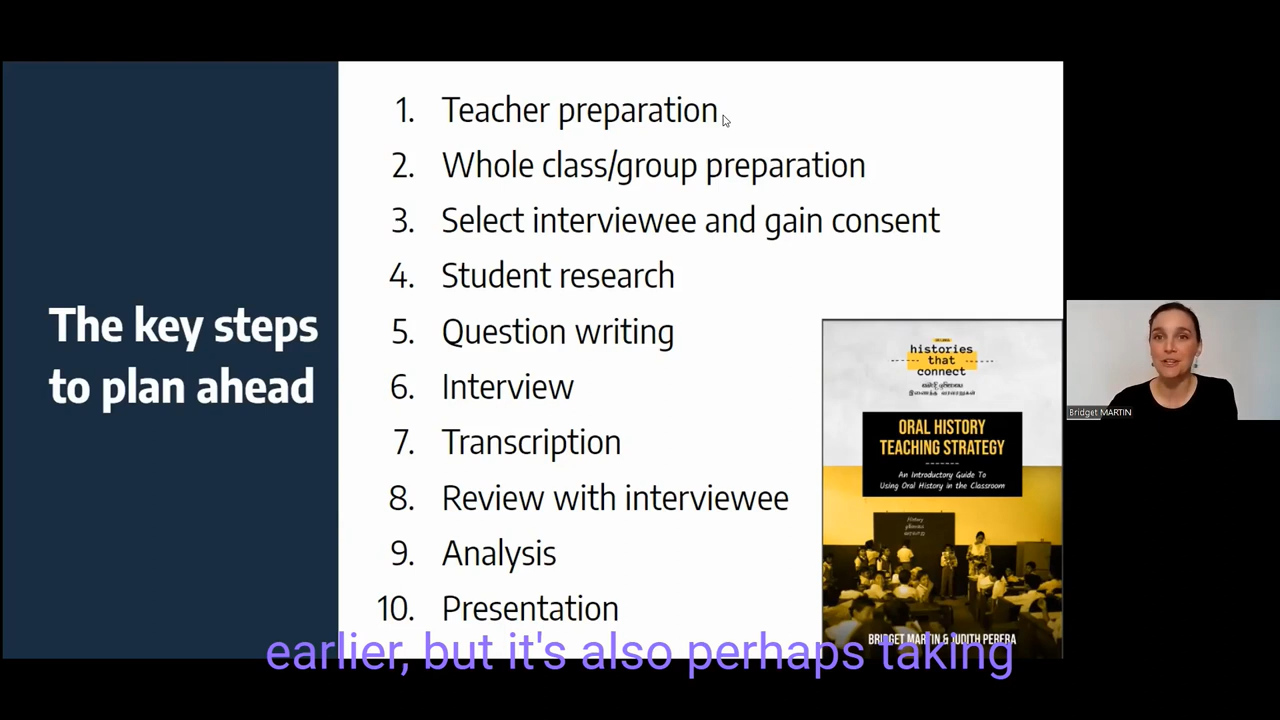 The key steps
to plan ahead
1. Teacher preparation
2. Whole class/group preparation
3. Select interviewee and gain consent
4. Student research
5. Question writing
6. Interview
7. Transcription
8. Review with interviewee
9. Analysis
10. Presentation
histories
that
connect
ORAL HISTORY
TEACHING STRATEGY
An Introductory Guide To
Using Oral History in the Classroom
History
BRIDGET MARTIN & JUDITH PERERA
Bridget MARTIN
earlier, but it's also perhaps taking